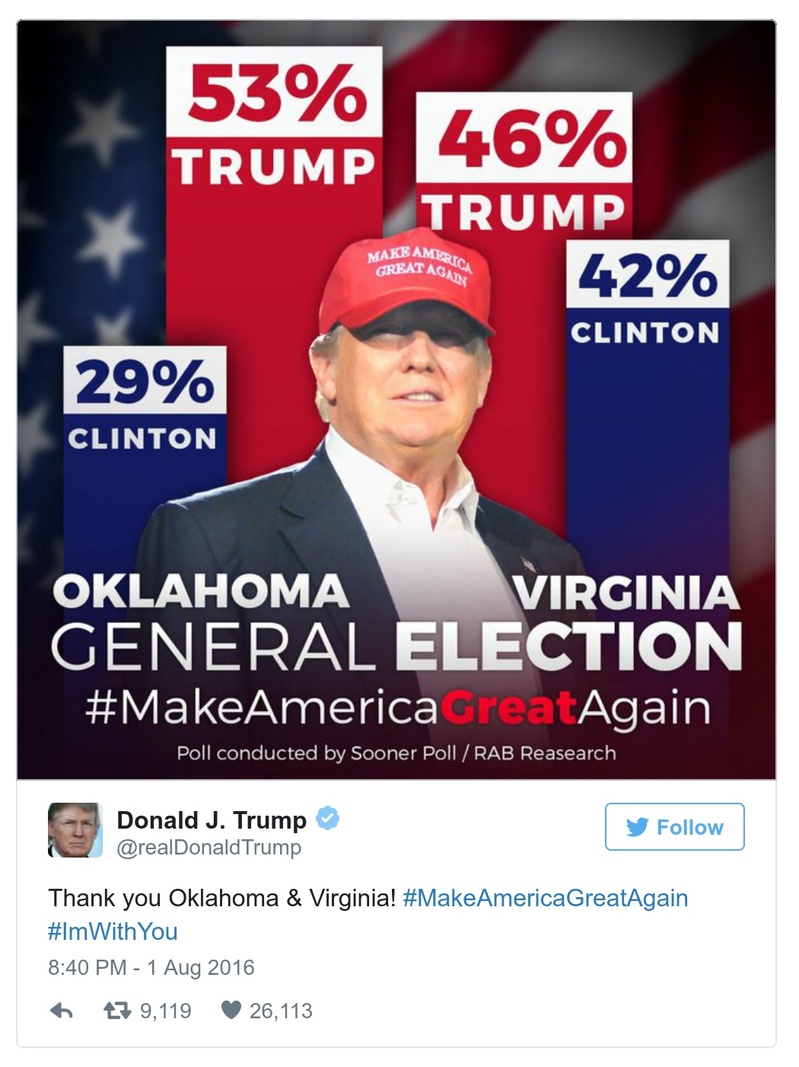 53%
TRUMP
46%
TRUMP
MAKE AMERICA
GREAT AGAIN
42%
CLINTON
29%
CLINTON
OKLAHOMA VIRGINIA
GENERAL ELECTION
#MakeAmericaGreatAgain
Poll conducted by Sooner Poll / RAB Reasearch
Donald J. Trump
@realDonaldTrump
Follow
Thank you Oklahoma & Virginia! #MakeAmericaGreatAgain
#ImWithYou
8:40 PM - 1 Aug 2016
9,119 26,113